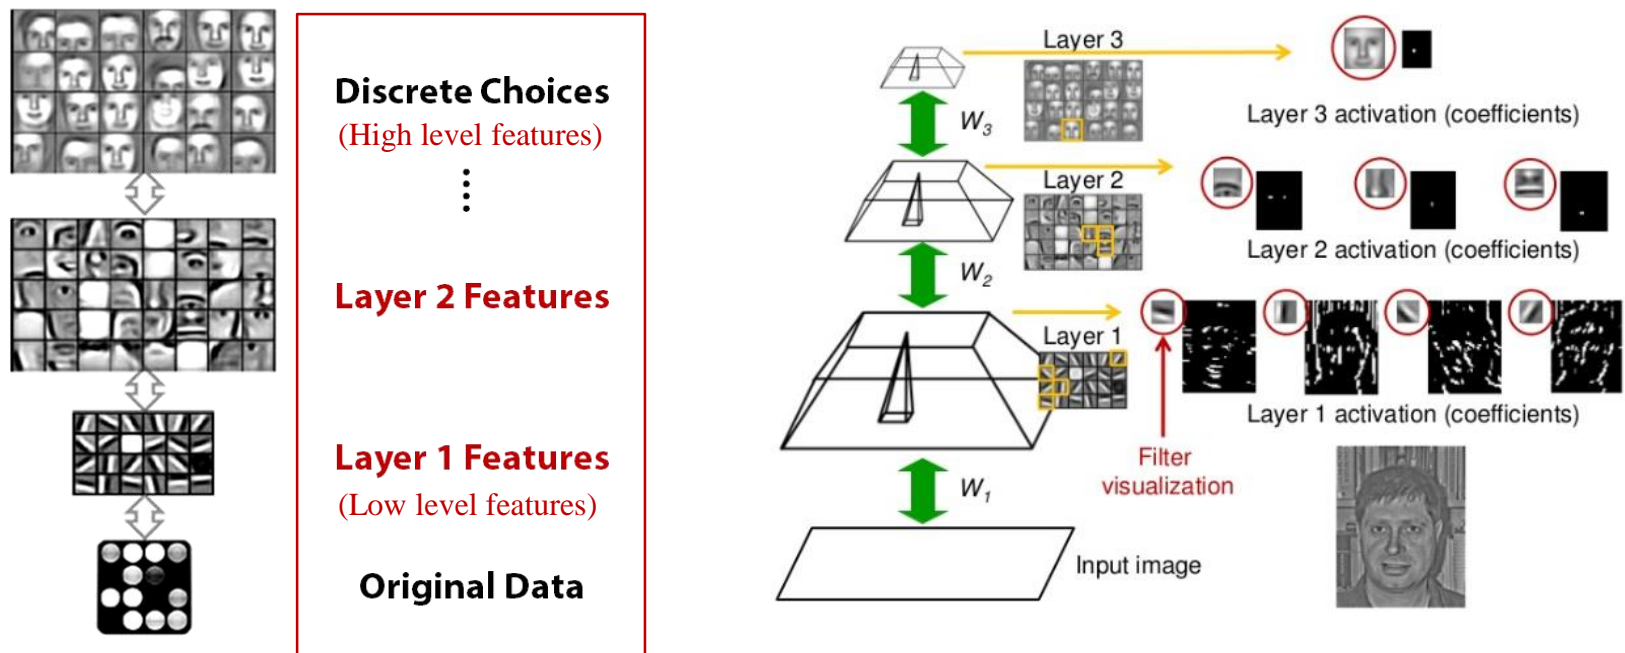 Discrete Choices
(High level features)
Layer 2 Features
Layer 1 Features
(Low level features)
Original Data
Layer 3
W3
Layer 3 activation (coefficients)
Layer 2
W2
Layer 2 activation (coefficients)
Layer 1
Layer 1 activation (coefficients)
Filter
visualization
W1
Input image